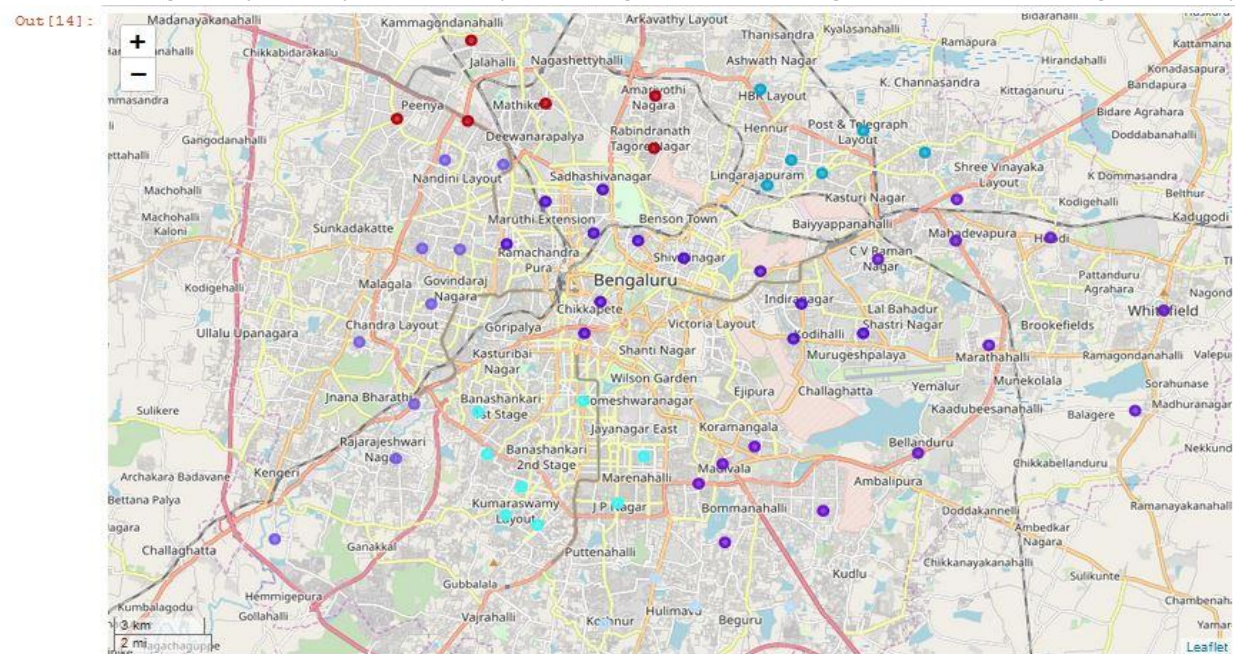 Out[14]:
Madanayakanahalli
Kammagondanahalli
Arkavathy Layout
Bidarahalli
Thanisandra
Kyalasanahalli
Ramapura
Kattamana
+
Chikkabidarakallu
Jalahalli
Nagashettyhalli
Ashwath Nagar
Hirandahalli
Konadasapura
−
K. Channasandra
Kittaganuru
Bandapura
Peenya
Amarjyothi
Nagara
HBR Layout
Bidare Agrahara
Gangodanahalli
Deewanarapalya
Rabindranath
Tagore Nagar
Hennur
Post & Telegraph
Layout
Doddabanahalli
Nandini Layout
Sadhashivanagar
Lingarajapuram
Shree Vinayaka
Layout
K Dommasandra
Machohalli
Kasturi Nagar
Belthur
Machohalli
Kaloni
Sunkadakatte
Maruthi Extension
Benson Town
Baiyyappanahalli
Kodigehalli
Kadugodi
Mahadevapura
Ramachandra
Pura
C V Raman
Nagar
Kodigehalli
Malagala
Govindaraj
Nagara
Bengaluru
Pattanduru
Agrahara
Nagond
Chikkapete
Indiranagar
Lal Bahadur
Shastri Nagar
Whitefield
Ullalu Upanagara
Chandra Layout
Goripalya
Victoria Layout
Kodihalli
Brookefields
Kasturibai
Nagar
Shanti Nagar
Murugeshpalaya
Marathahalli
Ramagondanahalli
Valepu
Wilson Garden
Ejipura
Challaghatta
Yemalur
Munekolala
Sorahunase
Jnana Bharathi
Banashankari
1st Stage
Someshwaranagar
Kaadubeesanahalli
Madhuranagar
Sulikere
Balagere
Jayanagar East
Koramangala
Rajarajeshwari
Nagar
Banashankari
2nd Stage
Bellanduru
Nekkund
Archakara Badavane
Kengeri
Marenahalli
Madivala
Chikkabellanduru
Ambalipura
Bettana Palya
Kumaraswamy
Layout
J P Nagar
Bommanahalli
Doddakannelli
Ramanayakanahalli
Ambedkar
Nagara
Challaghatta
Ganakkal
Puttenahalli
Chikkanayakanahalli
Gubbalala
Kudlu
Sulikunte
Hemmigepura
Kumbalagodu
Gollahalli
Vajrahalli
Hulimavu
Beguru
Chambenah
3 km
Yamar
2 mi
Leaflet